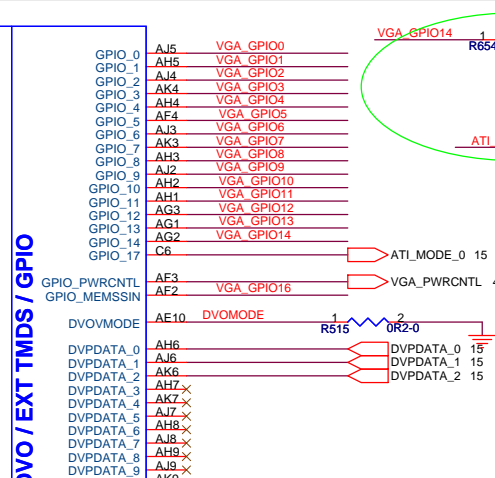 VGA_GPIO14 1
R654
GPIO_0 AJ5 VGA_GPIO0
GPIO_1 AH5 VGA_GPIO1
GPIO_2 AJ4 VGA_GPIO2
GPIO_3 AK4 VGA_GPIO3
GPIO_4 AH4 VGA_GPIO4
GPIO_5 AF4 VGA_GPIO5
GPIO_6 AJ3 VGA_GPIO6
GPIO_7 AK3 VGA_GPIO7
GPIO_8 AH3 VGA_GPIO8
GPIO_9 AJ2 VGA_GPIO9
GPIO_10 AH2 VGA_GPIO10
GPIO_11 AH1 VGA_GPIO11
GPIO_12 AG3 VGA_GPIO12
GPIO_13 AG1 VGA_GPIO13
GPIO_14 AG2 VGA_GPIO14
GPIO_17 C6 ATI_MODE_0 15
ATI_
GPIO_PWRCNTL AF3 VGA_PWRCNTL 4
GPIO_MEMSSIN AF2 VGA_GPIO16
DVOVMODE AE10 DVOMODE 1 2
R515 0R2-0
DVPDATA_0 AH6 DVPDATA_0 15
DVPDATA_1 AJ6 DVPDATA_1 15
DVPDATA_2 AK6 DVPDATA_2 15
DVPDATA_3 AH7
DVPDATA_4 AK7
DVPDATA_5 AJ7
DVPDATA_6 AH8
DVPDATA_7 AJ8
DVPDATA_8 AH9
DVPDATA_9 AJ9
VO / EXT TMDS / GPIO